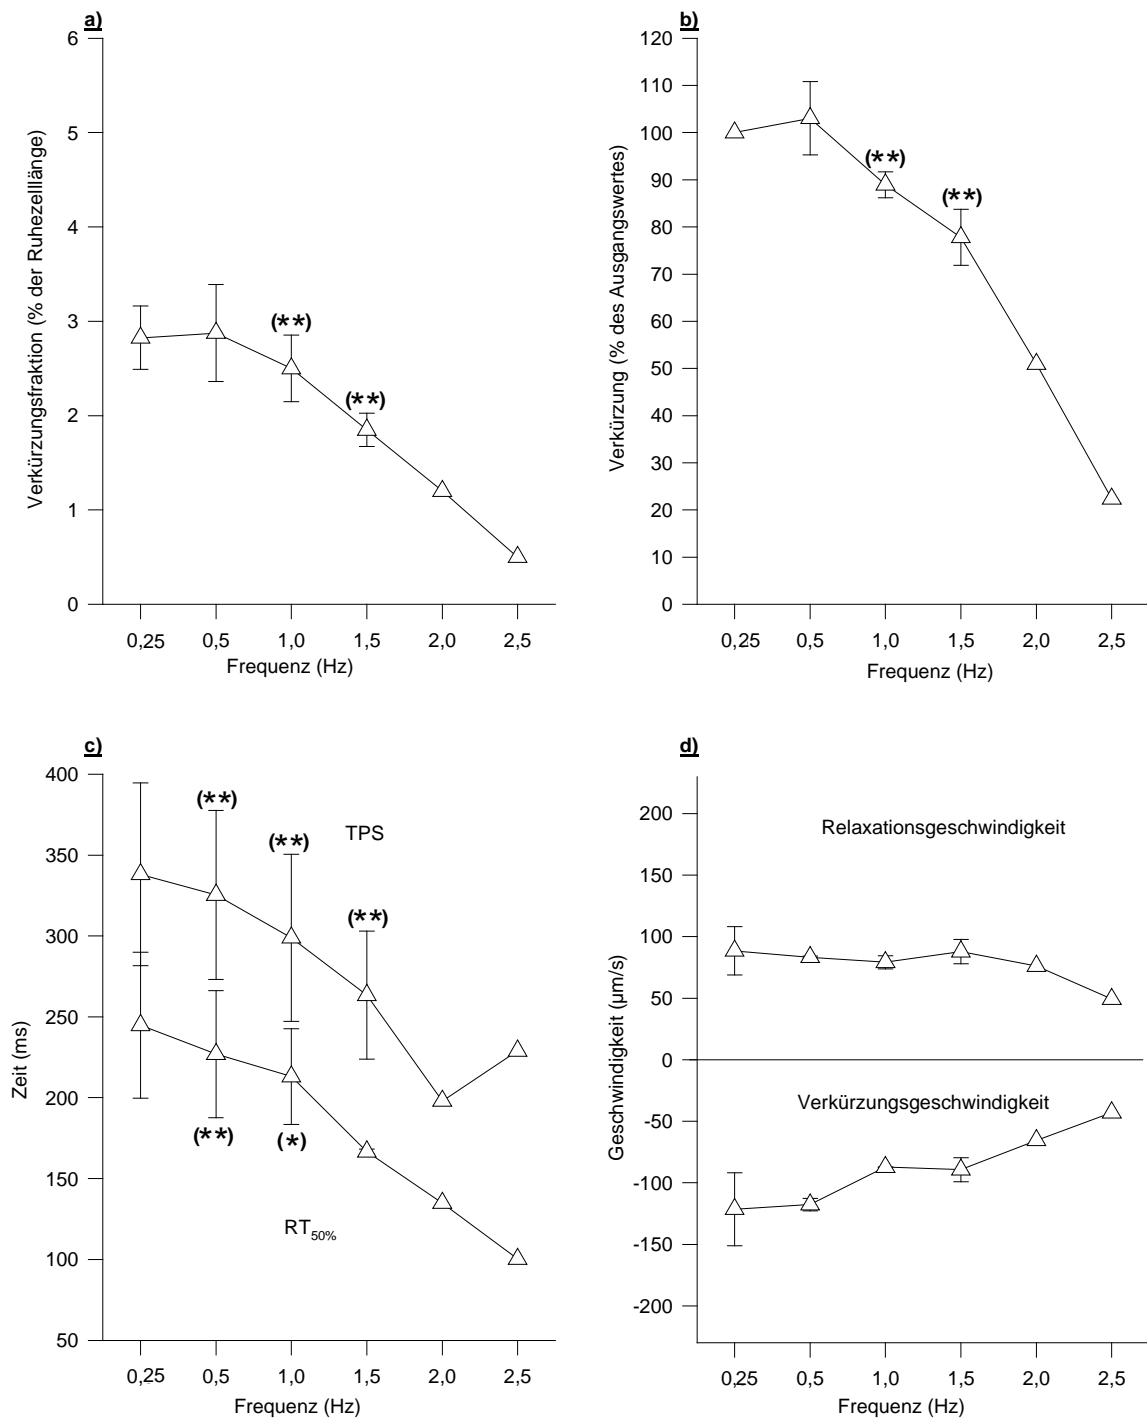 a)
6
5
4
3
2
1
0
Verkürzungsfraktion (% der Ruhezelllänge)
(**)
(**)
0,25 0,5 1,0 1,5 2,0 2,5
Frequenz (Hz)
b)
120
110
100
90
80
70
60
50
40
30
20
10
0
Verkürzung (% des Ausgangswertes)
(**)
(**)
0,25 0,5 1,0 1,5 2,0 2,5
Frequenz (Hz)
c)
400
350
300
250
200
150
100
50
Zeit (ms)
(**)
(**)
TPS
(**)
(**)
(*)
RT50%
0,25 0,5 1,0 1,5 2,0 2,5
Frequenz (Hz)
d)
200
150
100
50
0
-50
-100
-150
-200
Geschwindigkeit (µm/s)
Relaxationsgeschwindigkeit
Verkürzungsgeschwindigkeit
0,25 0,5 1,0 1,5 2,0 2,5
Frequenz (Hz)